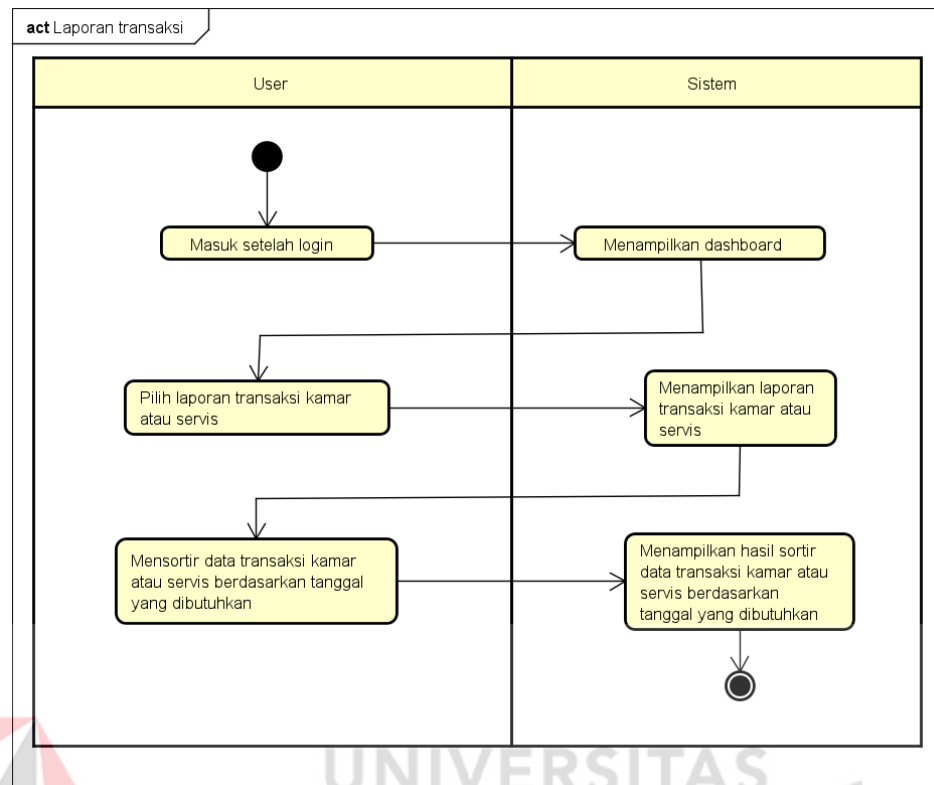 act Laporan transaksi
User
Sistem
Masuk setelah login
Menampilkan dashboard
Pilih laporan transaksi kamar
atau servis
Menampilkan laporan
transaksi kamar atau
servis
Mensortir data transaksi kamar
atau servis berdasarkan tanggal
yang dibutuhkan
Menampilkan hasil sortir
data transaksi kamar atau
servis berdasarkan
tanggal yang dibutuhkan
UNIVERSITAS